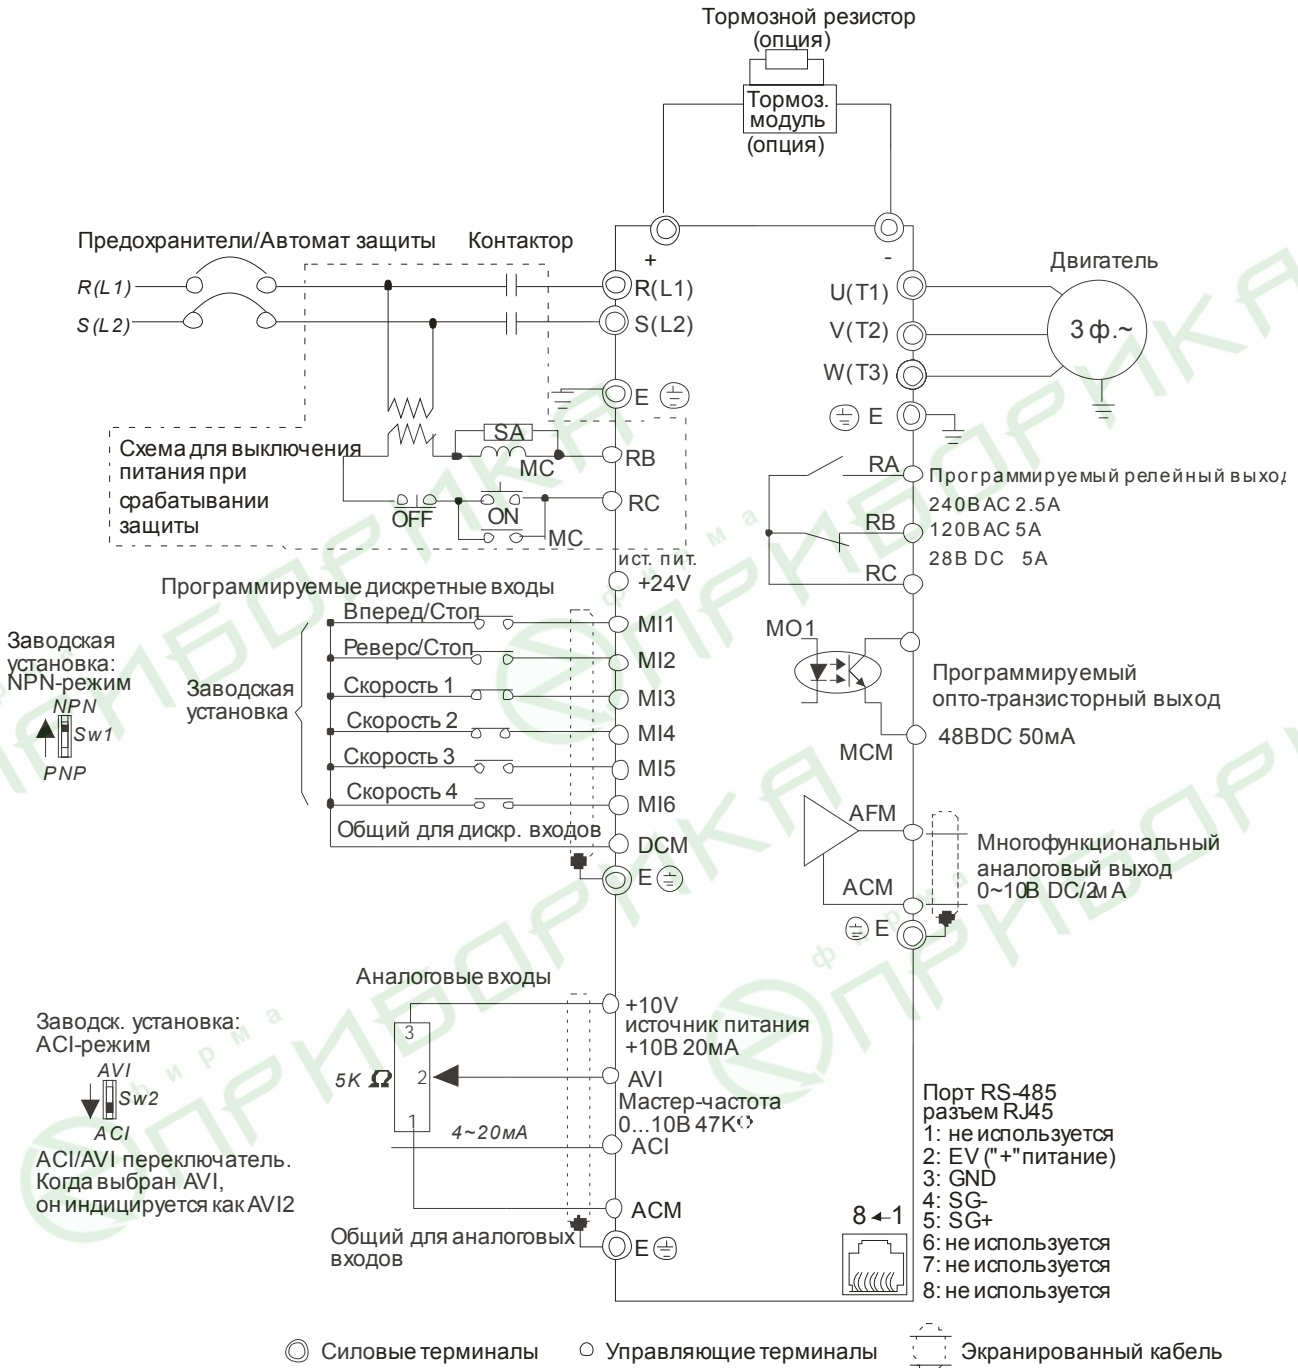 Тормозной резистор
(опция)
Тормоз.
модуль
(опция)
Предохранители/Автомат защиты
Контактор
+
-
R(L1)
S(L2)
R(L1)
S(L2)
E
U(T1)
V(T2)
W(T3)
E
Двигатель
3 ф.~
Схема для выключения
питания при
срабатывании
защиты
SA
MC
OFF
ON
MC
RB
RC
RA
RB
RC
Программируемый релейный выход
240ВАС 2.5А
120ВАС 5А
28В DC 5А
ист. пит.
+24V
Программируемые дискретные входы
Вперед/Стоп
Реверс/Стоп
Скорость 1
Скорость 2
Скорость 3
Скорость 4
Общий для дискр. входов
MI1
MI2
MI3
MI4
MI5
MI6
DCM
E
Заводская
установка:
NPN-режим
NPN
Sw1
PNP
Заводская
установка
MO1
MCM
Программируемый
опто-транзисторный выход
48ВDC 50мА
AFM
ACM
E
Многофункциональный
аналоговый выход
0~10В DC/2мА
Аналоговые входы
+10V
источник питания
+10В 20мА
3
2
1
5K Ω
AVI
Мастер-частота
0...10В 47К
4~20мА
ACI
ACM
E
Общий для аналоговых
входов
Заводск. установка:
ACI-режим
AVI
Sw2
ACI
ACI/AVI переключатель.
Когда выбран AVI,
он индицируется как AVI2
Порт RS-485
разъем RJ45
1: не используется
2: EV ("+"питание)
3: GND
4: SG-
5: SG+
6: не используется
7: не используется
8: не используется
8 ←1
Силовые терминалы
Управляющие терминалы
Экранированный кабель
фирма
ПРИБОРИКА
фирма
ПРИБОРИКА
фирма
ПРИБОРИКА